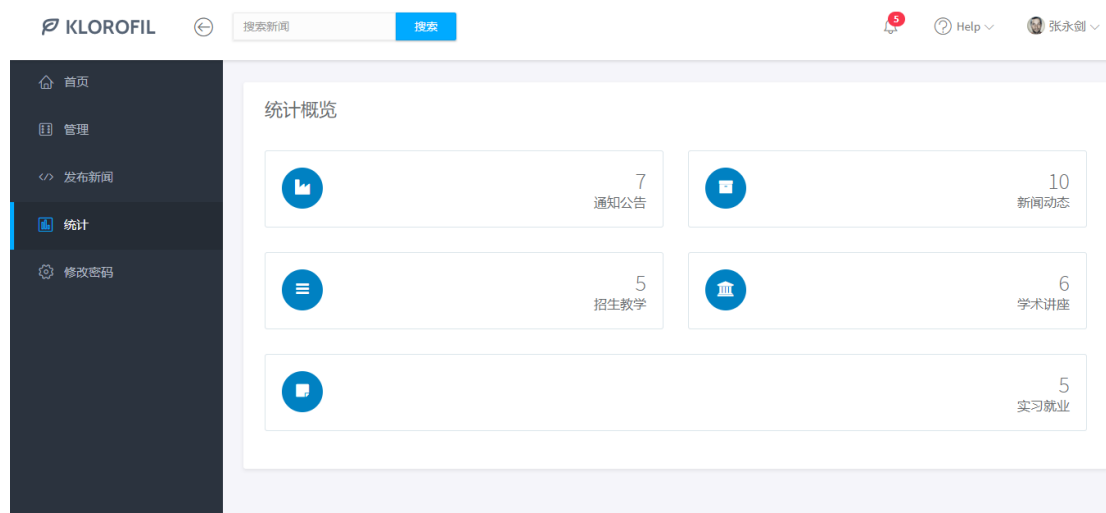 KLOROFIL
搜索新闻
搜索
5
Help
张永剑
首页
管理
发布新闻
统计
修改密码
统计概览
7
通知公告
10
新闻动态
5
招生教学
6
学术讲座
5
实习就业